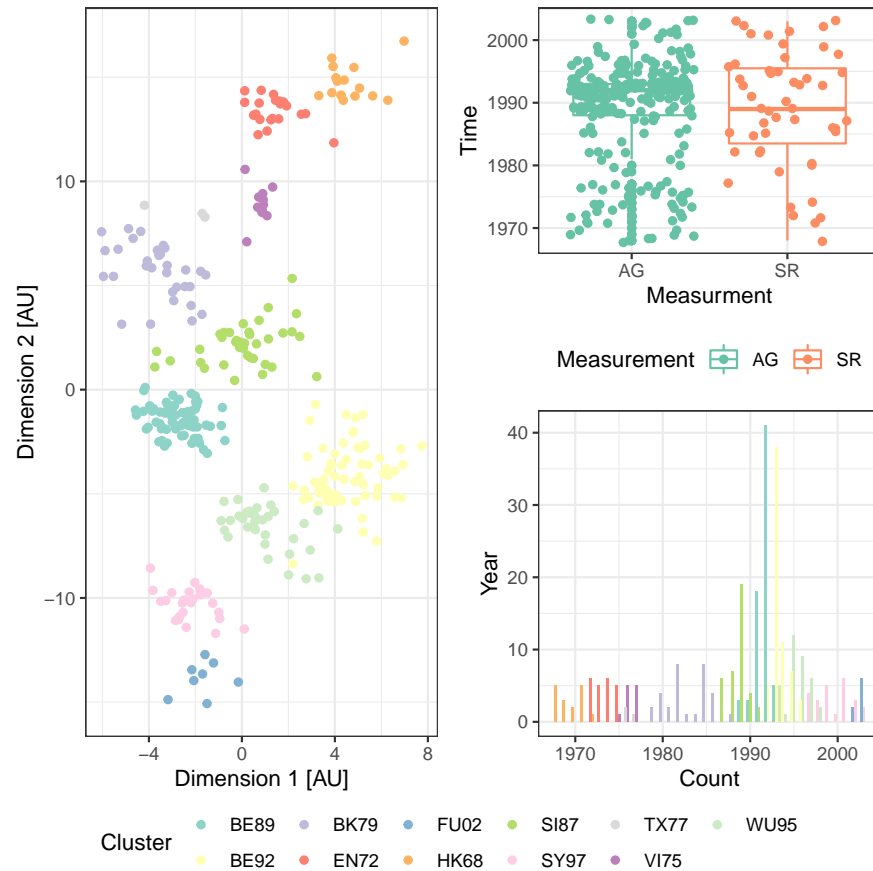 Dimension 2 [AU]
10
0
−10
−4
0
4
8
Dimension 1 [AU]
Time
2000
1990
1980
1970
AG
SR
Measurment
Measurement AG SR
Year
40
30
20
10
0
1970
1980
1990
2000
Count
Cluster
BE89 BK79 FU02 SI87 TX77 WU95
BE92 EN72 HK68 SY97 VI75